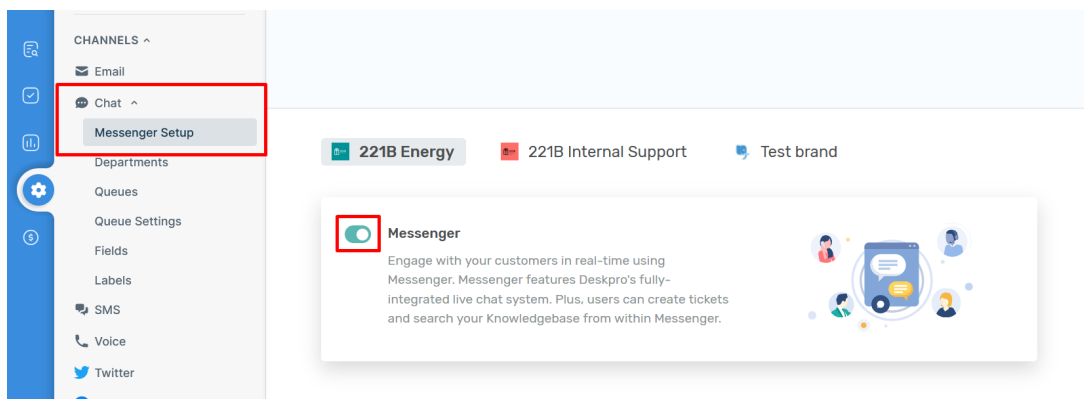 CHANNELS
Email
Chat
Messenger Setup
Departments
Queues
Queue Settings
Fields
Labels
SMS
Voice
Twitter
221B Energy
221B Internal Support
Test brand
Messenger
Engage with your customers in real-time using
Messenger. Messenger features Deskpro's fully-
integrated live chat system. Plus, users can create tickets
and search your Knowledgebase from within Messenger.